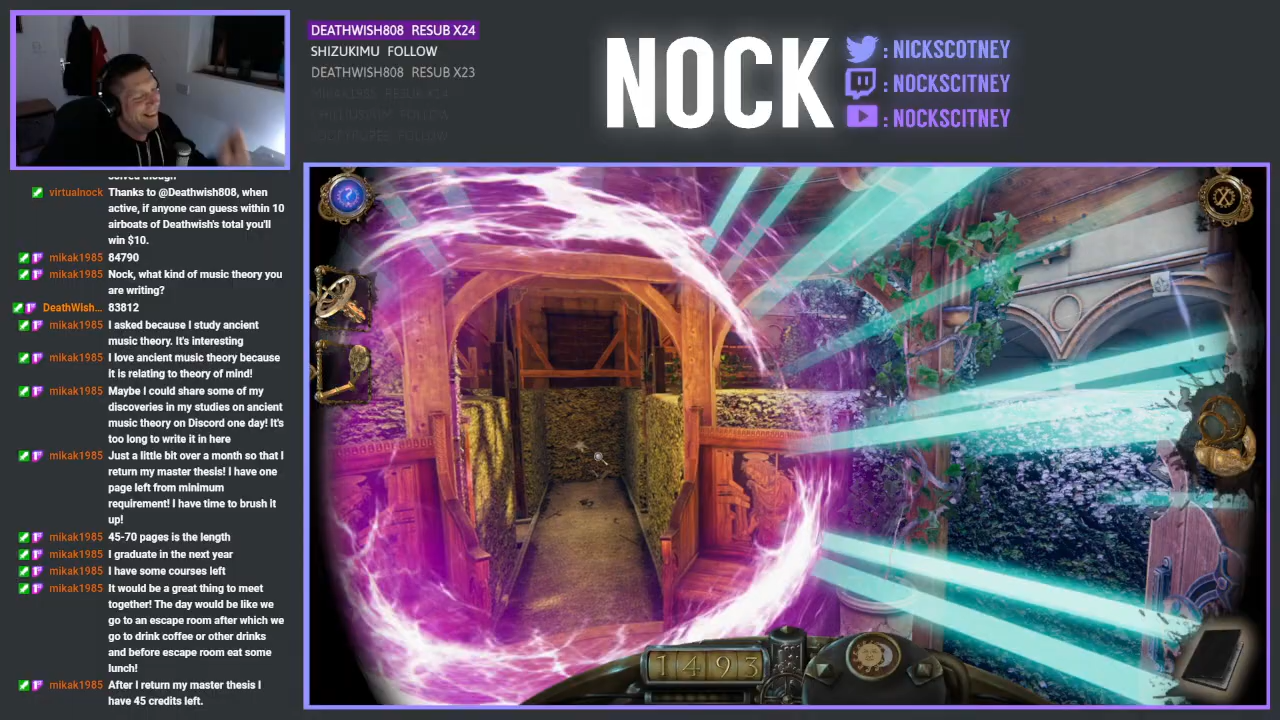 DEATHWISH808 RESUB X24
SHIZUKIMU FOLLOW
DEATHWISH808 RESUB X23
NOCK
: NICKSCOTNEY
: NOCKSCITNEY
: NOCKSCITNEY
solved though
virtualnock Thanks to @Deathwish808, when
active, if anyone can guess within 10
airboats of Deathwish's total you'll
win $10.
mikak1985 84790
mikak1985 Nock, what kind of music theory you
are writing?
DeathWish... 83812
mikak1985 I asked because I study ancient
music theory. It's interesting
mikak1985 I love ancient music theory because
It is relating to theory of mind!
mikak1985 Maybe I could share some of my
discoveries in my studies on ancient
music theory on Discord one day! It's
too long to write it in here
mikak1985 Just a little bit over a month so that I
return my master thesis! I have one
page left from minimum
requirement! I have time to brush it
up!
mikak1985 45-70 pages is the length
mikak1985 I graduate in the next year
mikak1985 I have some courses left
mikak1985 It would be a great thing to meet
together! The day would be like we
go to an escape room after which we
go to drink coffee or other drinks
and before escape room eat some
lunch!
mikak1985 After I return my master thesis I
have 45 credits left.
?
1493